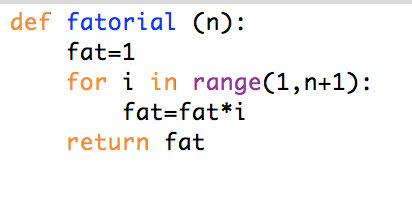 def fatorial (n):
    fat=1
    for i in range(1,n+1):
        fat=fat*i
    return fat